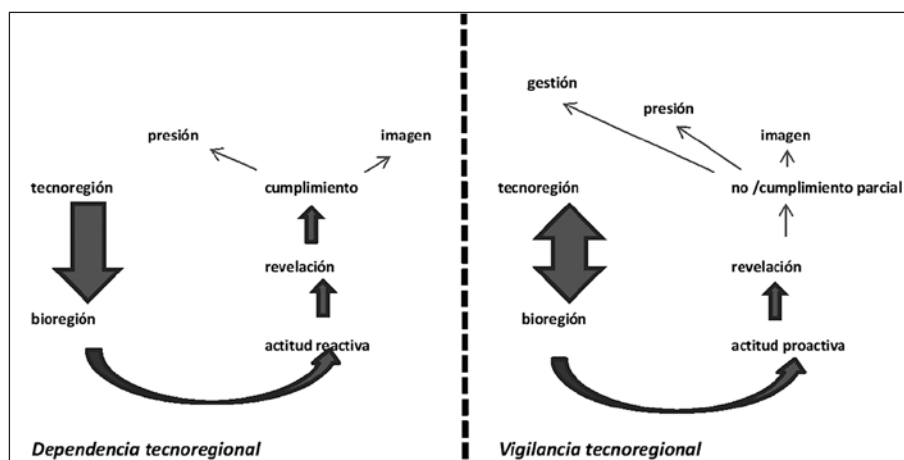 presión
imagen
tecnoregión
cumplimiento
revelación
bioregión
actitud reactiva
Dependencia tecnoregional
gestión
presión
imagen
tecnoregión
no /cumplimiento parcial
revelación
bioregión
actitud proactiva
Vigilancia tecnoregional